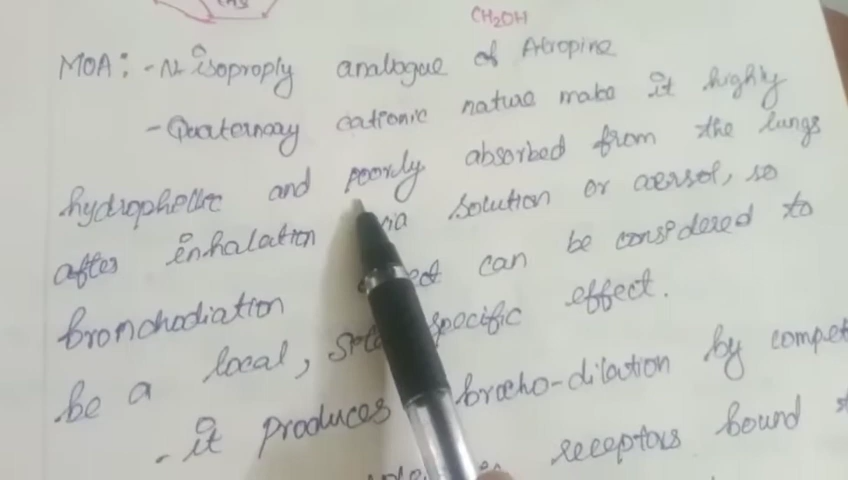 CH2OH
MOA: - N isoproply analogue of Atropine
- Quaternary cationic nature make it highly
hydrophellic and poorly absorbed from the lungs
after inhalation via solution or aersol, so
bronchodiation can be considered to
be a local, specific effect.
- it produces brocho-dilation by compet
receptors bound